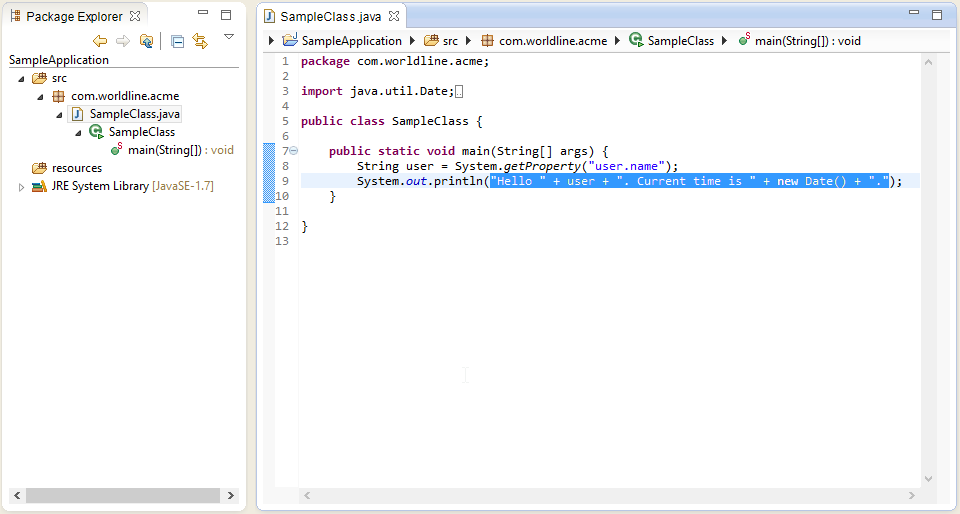 Package Explorer
SampleApplication
src
com.worldline.acme
SampleClass.java
SampleClass
main(String[]) : void
resources
JRE System Library [JavaSE-1.7]
SampleClass.java
SampleApplication src com.worldline.acme SampleClass main(String[]) : void
1 package com.worldline.acme;
2
3 import java.util.Date;
4
5 public class SampleClass {
6
7 public static void main(String[] args) {
8 String user = System.getProperty("user.name");
9 System.out.println("Hello " + user + ". Current time is " + new Date() + ".");
10 }
11
12 }
13